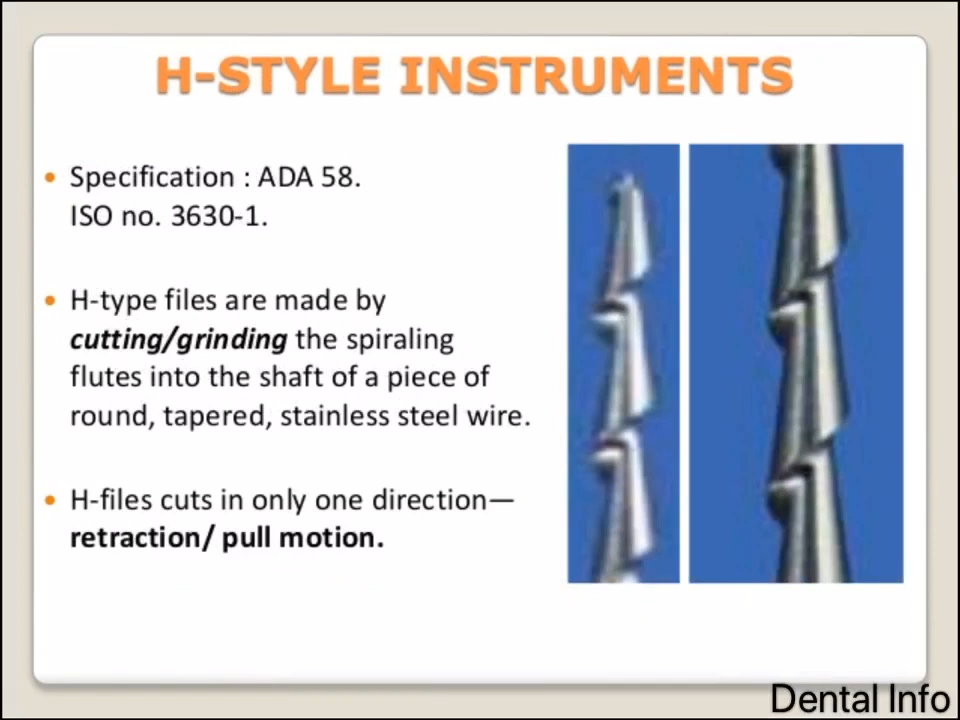 H-STYLE INSTRUMENTS
• Specification : ADA 58.
ISO no. 3630-1.
• H-type files are made by
cutting/grinding the spiraling
flutes into the shaft of a piece of
round, tapered, stainless steel wire.
• H-files cuts in only one direction—
retraction/ pull motion.
Dental Info